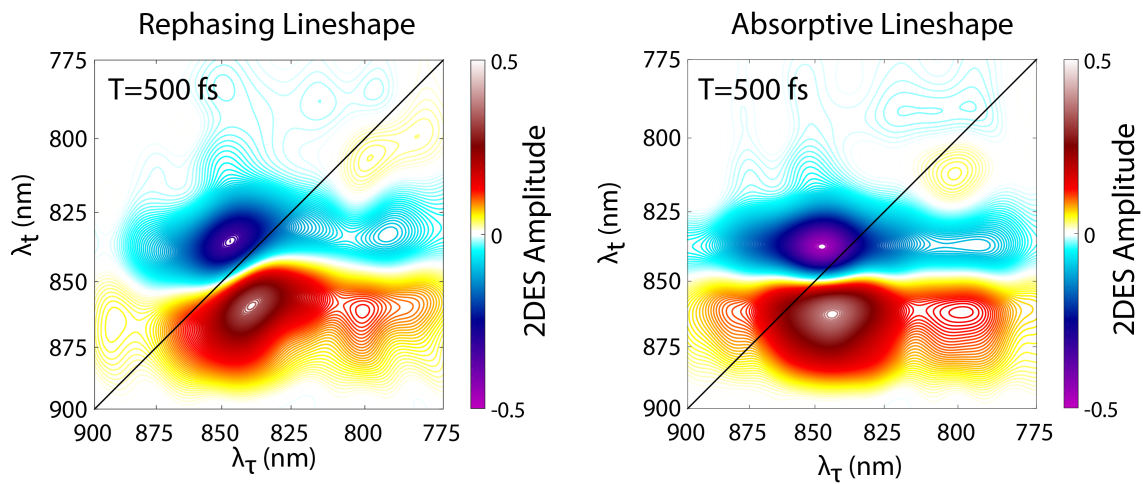 Rephasing Lineshape
T=500 fs
775
800
825
850
875
900
λt (nm)
900 875 850 825 800 775
λτ (nm)
0.5
0
-0.5
2DES Amplitude
Absorptive Lineshape
T=500 fs
775
800
825
850
875
900
λt (nm)
900 875 850 825 800 775
λτ (nm)
0.5
0
-0.5
2DES Amplitude